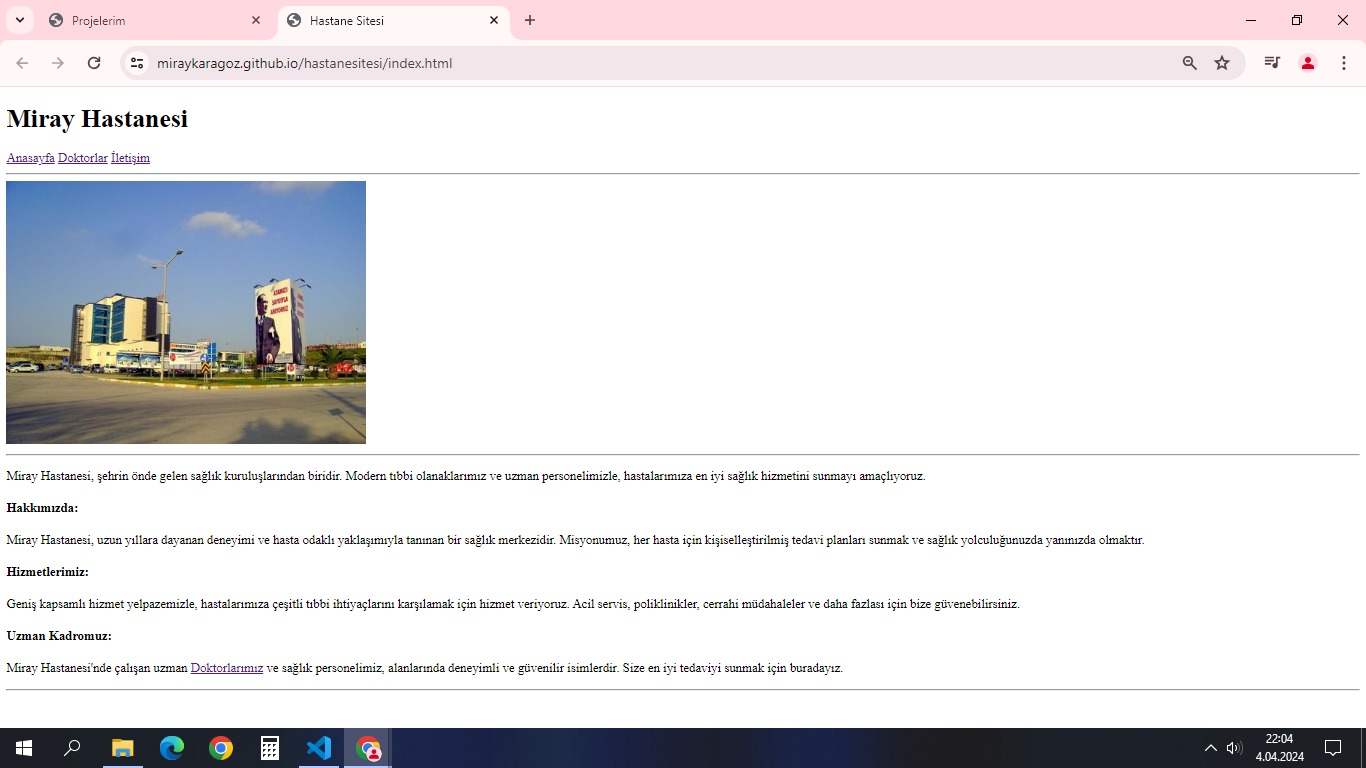 Projelerim
Hastane Sitesi
miraykaragoz.github.io/hastanesitesi/index.html
Miray Hastanesi
Anasayfa Doktorlar İletişim
ATAMIZI
SAYGIYLA
ANIYORUZ
Miray Hastanesi, şehrin önde gelen sağlık kuruluşlarından biridir. Modern tıbbi olanaklarımız ve uzman personelimizle, hastalarımıza en iyi sağlık hizmetini sunmayı amaçlıyoruz.
Hakkımızda:
Miray Hastanesi, uzun yıllara dayanan deneyimi ve hasta odaklı yaklaşımıyla tanınan bir sağlık merkezidir. Misyonumuz, her hasta için kişiselleştirilmiş tedavi planları sunmak ve sağlık yolculuğunuzda yanınızda olmaktır.
Hizmetlerimiz:
Geniş kapsamlı hizmet yelpazemizle, hastalarımıza çeşitli tıbbi ihtiyaçlarını karşılamak için hizmet veriyoruz. Acil servis, poliklinikler, cerrahi müdahaleler ve daha fazlası için bize güvenebilirsiniz.
Uzman Kadromuz:
Miray Hastanesi'nde çalışan uzman Doktorlarımız ve sağlık personelimiz, alanlarında deneyimli ve güvenilir isimlerdir. Size en iyi tedaviyi sunmak için buradayız.
22:04
4.04.2024